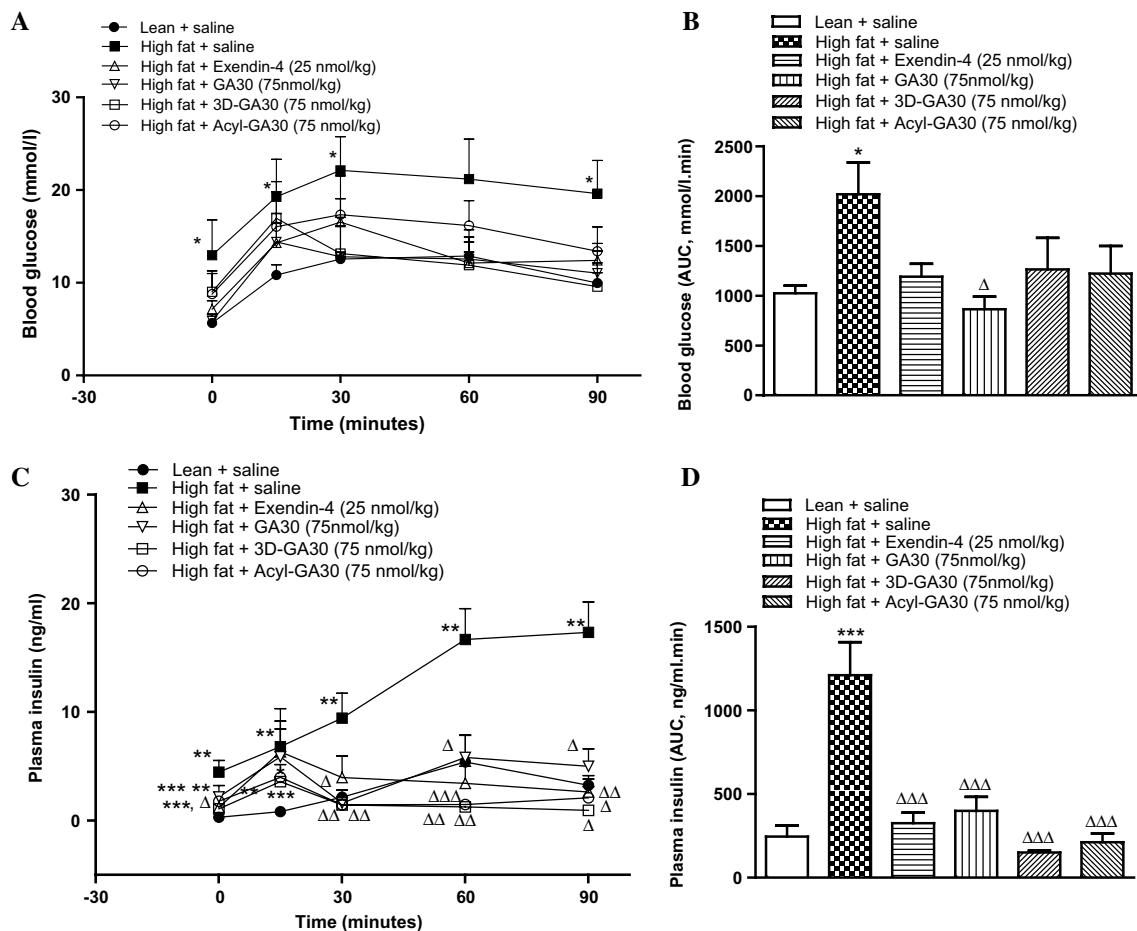 A
Lean + saline
High fat + saline
High fat + Exendin-4 (25 nmol/kg)
High fat + GA30 (75nmol/kg)
High fat + 3D-GA30 (75 nmol/kg)
High fat + Acyl-GA30 (75 nmol/kg)
30
20
10
0
Blood glucose (mmol/l)
* * * *
-30 0 30 60 90
Time (minutes)
B
Lean + saline
High fat + saline
High fat + Exendin-4 (25 nmol/kg)
High fat + GA30 (75nmol/kg)
High fat + 3D-GA30 (75 nmol/kg)
High fat + Acyl-GA30 (75 nmol/kg)
2500
2000
1500
1000
500
0
Blood glucose (AUC, mmol/l.min)
*
Δ
C
Lean + saline
High fat + saline
High fat + Exendin-4 (25 nmol/kg)
High fat + GA30 (75nmol/kg)
High fat + 3D-GA30 (75 nmol/kg)
High fat + Acyl-GA30 (75 nmol/kg)
30
20
10
0
Plasma insulin (ng/ml)
** **
**
** **
Δ Δ
*** ** ** *** Δ ΔΔΔ ΔΔ
***, Δ Δ
ΔΔ ΔΔ ΔΔ ΔΔ Δ
-30 0 30 60 90
Time (minutes)
D
Lean + saline
High fat + saline
High fat + Exendin-4 (25 nmol/kg)
High fat + GA30 (75nmol/kg)
High fat + 3D-GA30 (75nmol/kg)
High fat + Acyl-GA30 (75 nmol/kg)
1500
1000
500
0
Plasma insulin (AUC, ng/ml.min)
***
ΔΔΔ ΔΔΔ ΔΔΔ ΔΔΔ